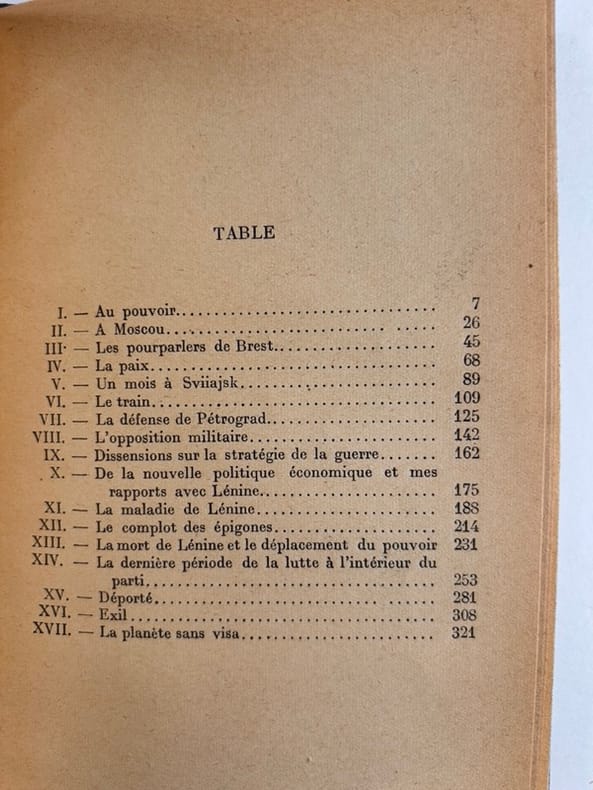 TABLE
I. — Au pouvoir................................. 7
II. — A Moscou......................... ..... 26
III. — Les pourparlers de Brest.................... 45
IV. — La paix.................................... 68
V. — Un mois à Sviiajsk......................... 89
VI. — Le train................................... 109
VII. — La défense de Pétrograd..................... 125
VIII. — L'opposition militaire....................... 142
IX. — Dissensions sur la stratégie de la guerre....... 162
X. — De la nouvelle politique économique et mes
rapports avec Lénine...................... 175
XI. — La maladie de Lénine....................... 188
XII. — Le complot des épigones.................... 214
XIII. — La mort de Lénine et le déplacement du pouvoir 231
XIV. — La dernière période de la lutte à l'intérieur du
parti..................................... 253
XV. — Déporté........................... ...... 281
XVI. — Exil...................................... 308
XVII. — La planète sans visa........................ 321